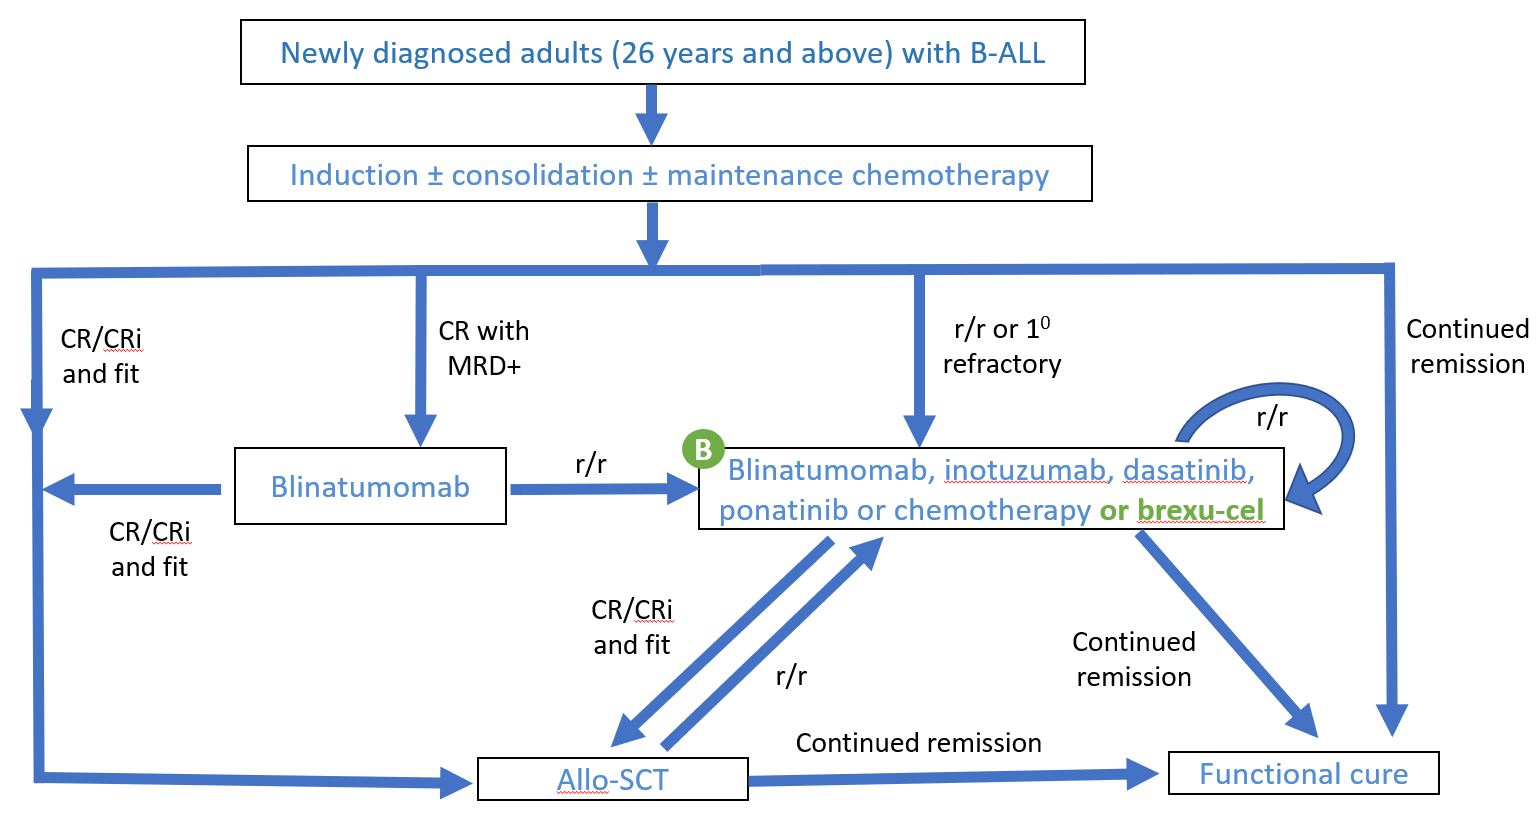 Newly diagnosed adults (26 years and above) with B-ALL
Induction ± consolidation ± maintenance chemotherapy
CR/CRi
and fit
CR with
MRD+
r/r or 1⁰
refractory
Continued
remission
r/r
B
Blinatumomab
r/r
Blinatumomab, inotuzumab, dasatinib,
ponatinib or chemotherapy or brexu-cel
CR/CRi
and fit
CR/CRi
and fit
r/r
Continued
remission
Continued remission
Allo-SCT
Functional cure